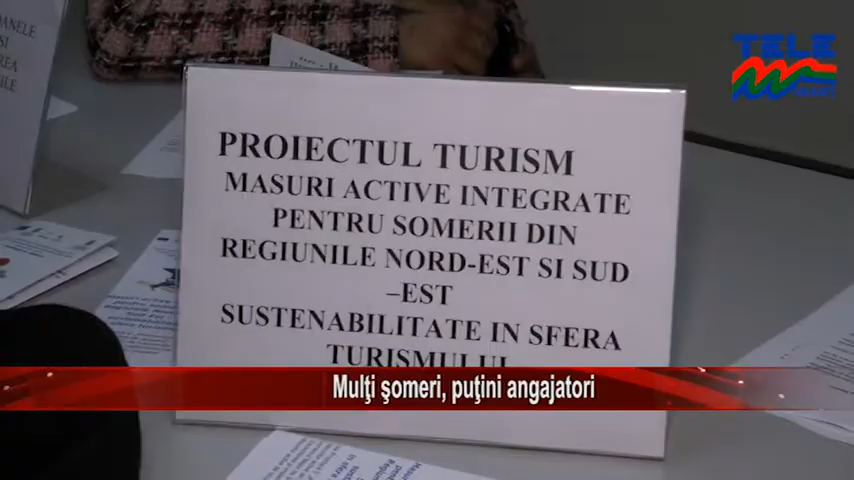 TELE
PROIECTUL TURISM
MASURI ACTIVE INTEGRATE
PENTRU SOMERII DIN
REGIUNILE NORD-EST SI SUD
–EST
SUSTENABILITATE IN SFERA
TURISMULUI
Mulţi şomeri, puţini angajatori